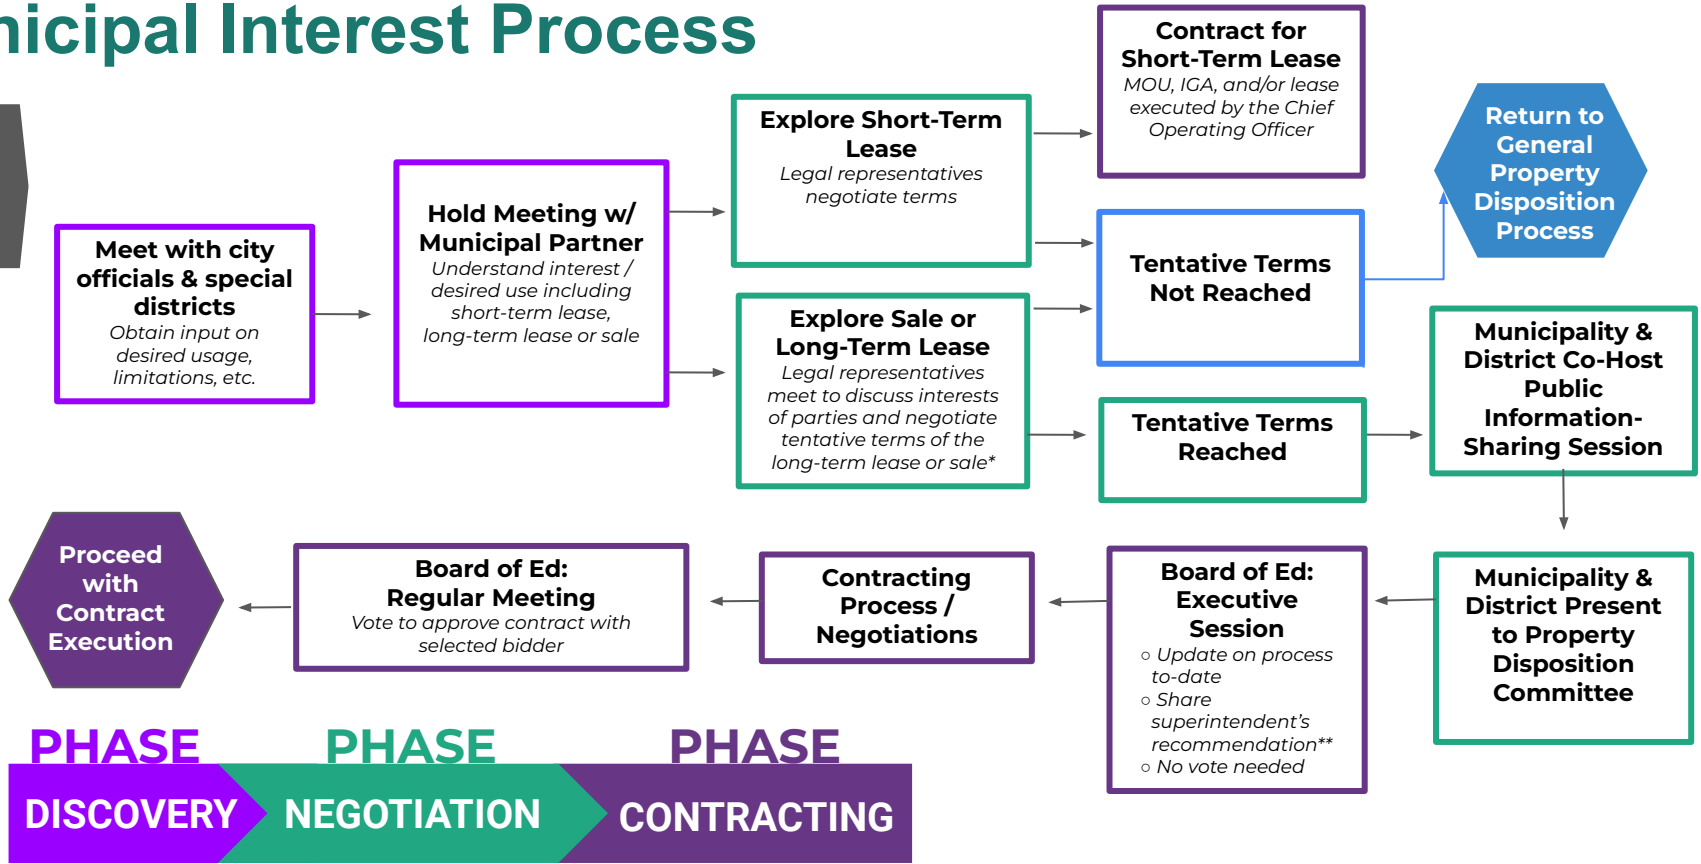 nicipal Interest Process
Meet with city
officials & special
districts
Obtain input on
desired usage,
limitations, etc.
Hold Meeting w/
Municipal Partner
Understand interest /
desired use including
short-term lease,
long-term lease or sale
Explore Short-Term
Lease
Legal representatives
negotiate terms
Explore Sale or
Long-Term Lease
Legal representatives
meet to discuss interests
of parties and negotiate
tentative terms of the
long-term lease or sale*
Contract for
Short-Term Lease
MOU, IGA, and/or lease
executed by the Chief
Operating Officer
Tentative Terms
Not Reached
Return to
General
Property
Disposition
Process
Tentative Terms
Reached
Municipality &
District Co-Host
Public
Information-
Sharing Session
Municipality &
District Present
to Property
Disposition
Committee
Board of Ed:
Executive
Session
○ Update on process
to-date
○ Share
superintendent's
recommendation**
○ No vote needed
Contracting
Process /
Negotiations
Board of Ed:
Regular Meeting
Vote to approve contract with
selected bidder
Proceed
with
Contract
Execution
PHASE
DISCOVERY
PHASE
NEGOTIATION
PHASE
CONTRACTING